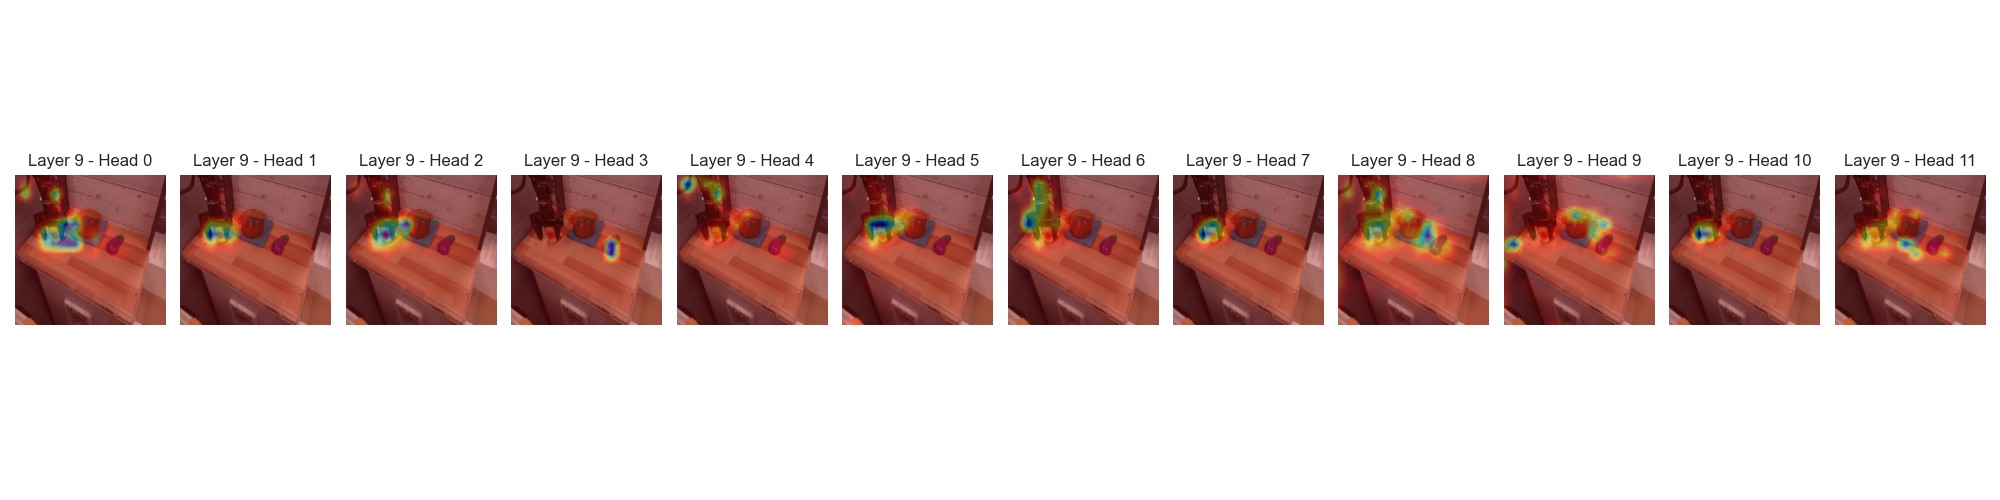 Layer 9 - Head 0
Layer 9 - Head 1
Layer 9 - Head 2
Layer 9 - Head 3
Layer 9 - Head 4
Layer 9 - Head 5
Layer 9 - Head 6
Layer 9 - Head 7
Layer 9 - Head 8
Layer 9 - Head 9
Layer 9 - Head 10
Layer 9 - Head 11